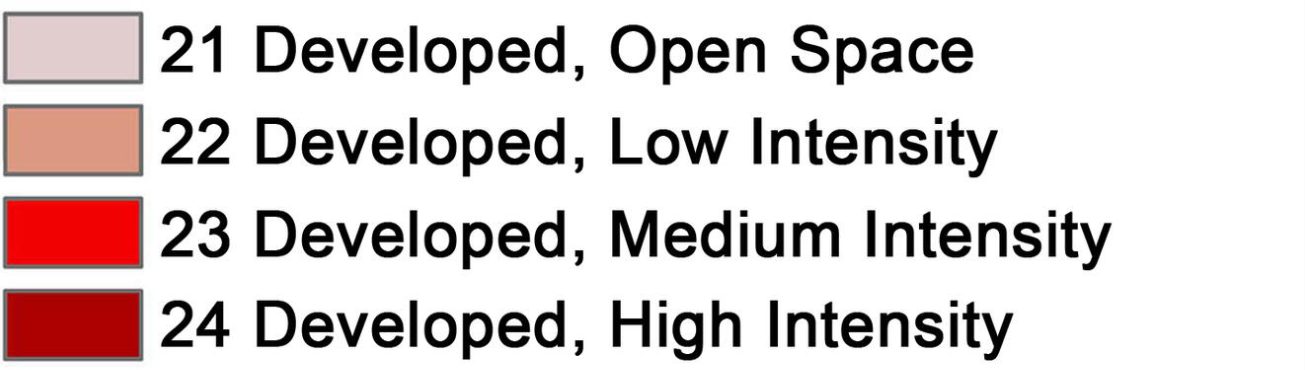 21 Developed, Open Space
22 Developed, Low Intensity
23 Developed, Medium Intensity
24 Developed, High Intensity